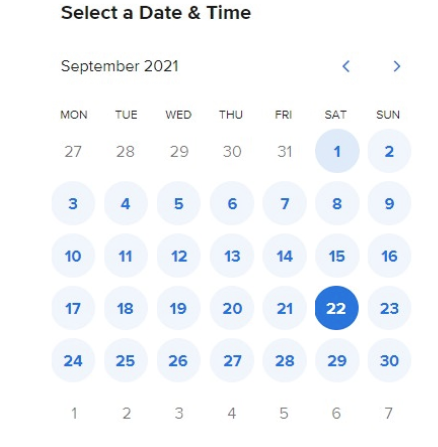 Select a Date & Time
September 2021
MON TUE WED THU FRI SAT SUN
27 28 29 30 31 1 2
3 4 5 6 7 8 9
10 11 12 13 14 15 16
17 18 19 20 21 22 23
24 25 26 27 28 29 30
1 2 3 4 5 6 7